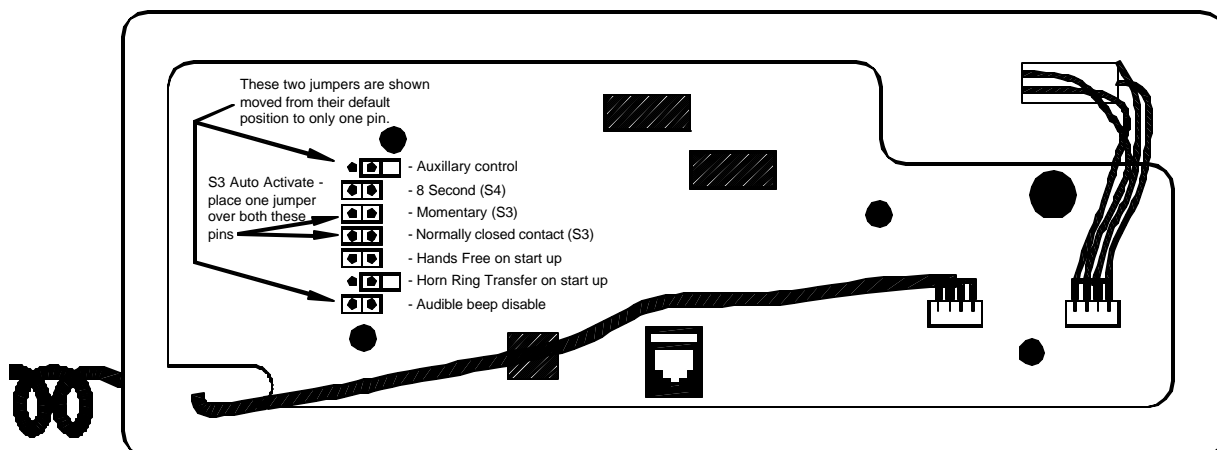 These two jumpers are shown
moved from their default
position to only one pin.
- Auxillary control
S3 Auto Activate -
place one jumper
over both these
pins
- 8 Second (S4)
- Momentary (S3)
- Normally closed contact (S3)
- Hands Free on start up
- Horn Ring Transfer on start up
- Audible beep disable